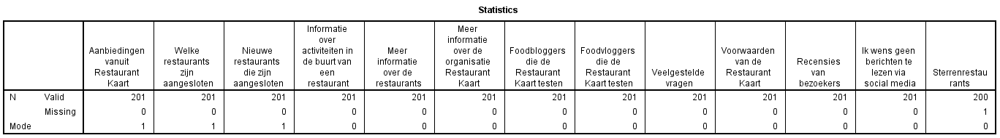 Statistics
Aanbiedingen vanuit Restaurant Kaart
Welke restaurants zijn aangesloten
Nieuwe restaurants die zijn aangesloten
Informatie over activiteiten in de buurt van een restaurant
Meer informatie over de restaurants
Meer informatie over de organisatie Restaurant Kaart
Foodbloggers die de Restaurant Kaart testen
Foodvloggers die de Restaurant Kaart testen
Veelgestelde vragen
Voorwaarden van de Restaurant Kaart
Recensies van bezoekers
Ik wens geen berichten te lezen via social media
Sterrenrestau rants
N Valid 201 201 201 201 201 201 201 201 201 201 201 201 200
Missing 0 0 0 0 0 0 0 0 0 0 0 0 1
Mode 1 1 1 0 0 0 0 0 0 0 0 0 0